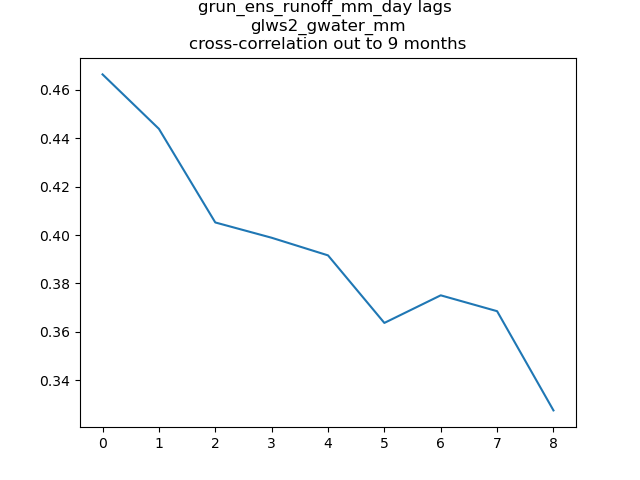 grun_ens_runoff_mm_day lags
glws2_gwater_mm
cross-correlation out to 9 months
0.46
0.44
0.42
0.40
0.38
0.36
0.34
0 1 2 3 4 5 6 7 8